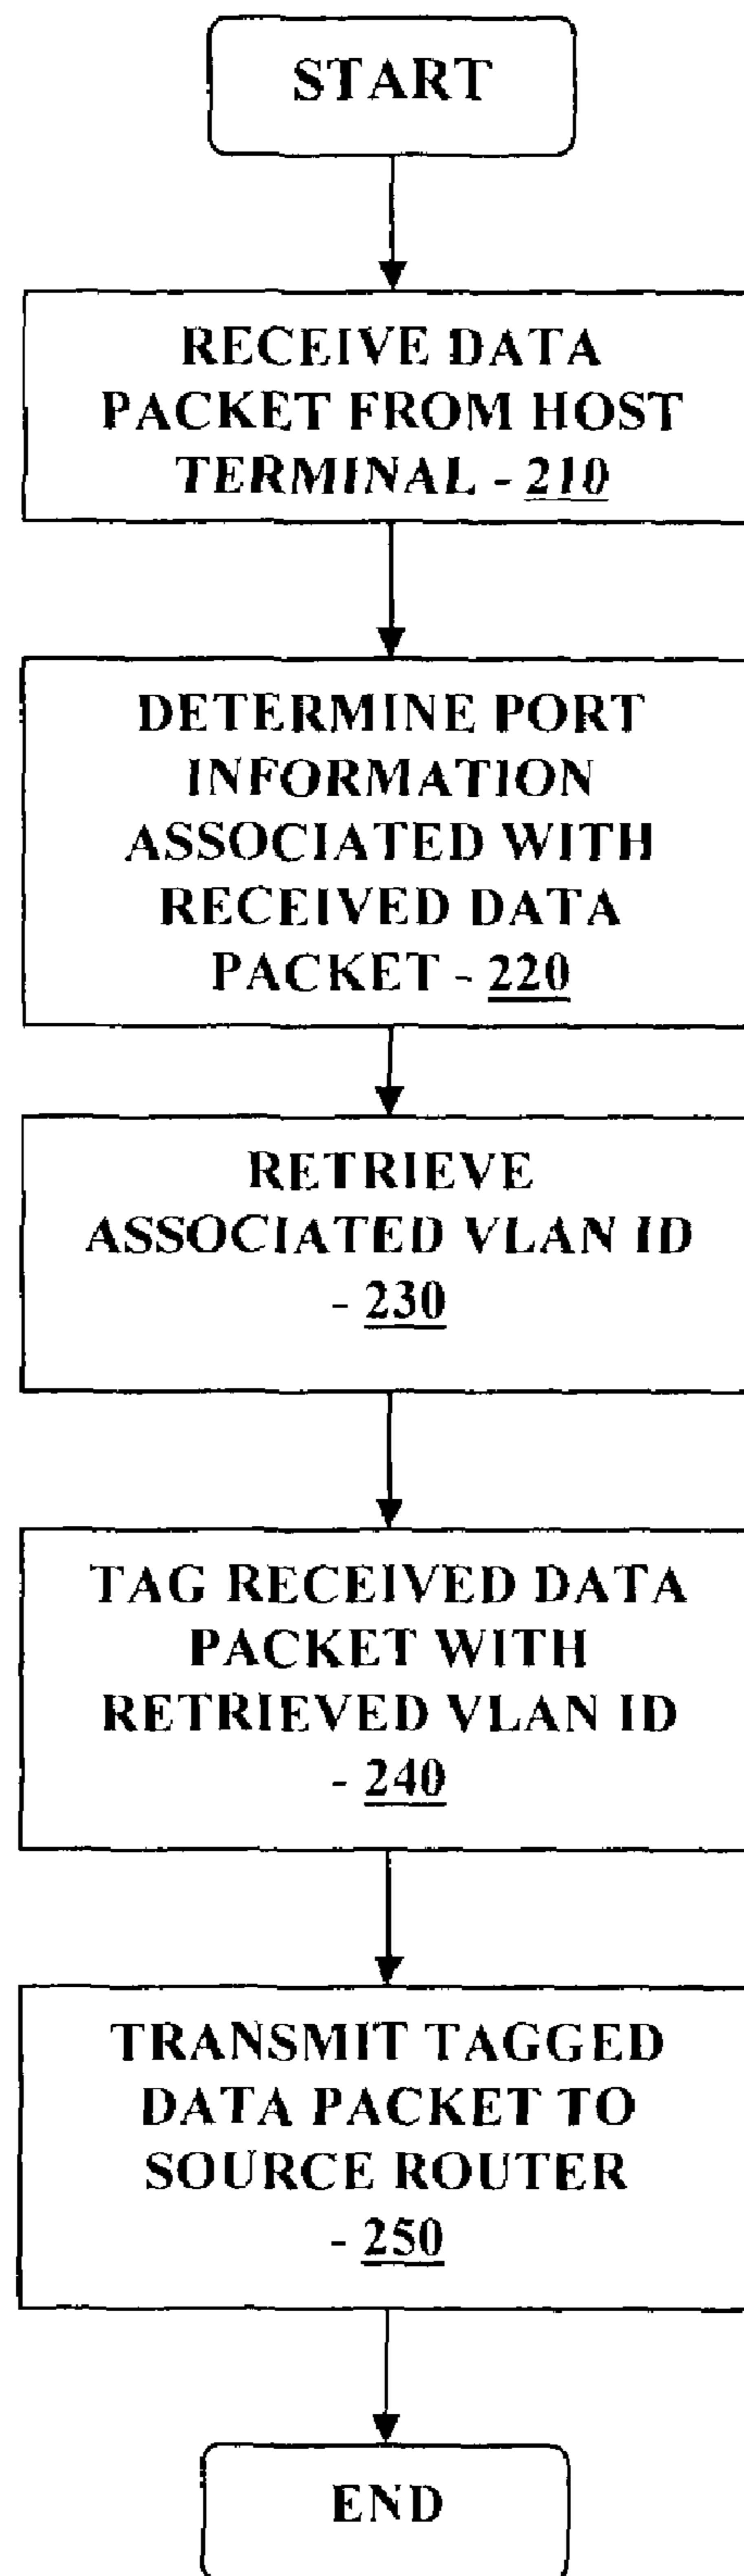 START
RECEIVE DATA
PACKET FROM HOST
TERMINAL - 210
DETERMINE PORT
INFORMATION
ASSOCIATED WITH
RECEIVED DATA
PACKET - 220
RETRIEVE
ASSOCIATED VLAN ID
- 230
TAG RECEIVED DATA
PACKET WITH
RETRIEVED VLAN ID
- 240
TRANSMIT TAGGED
DATA PACKET TO
SOURCE ROUTER
- 250
END